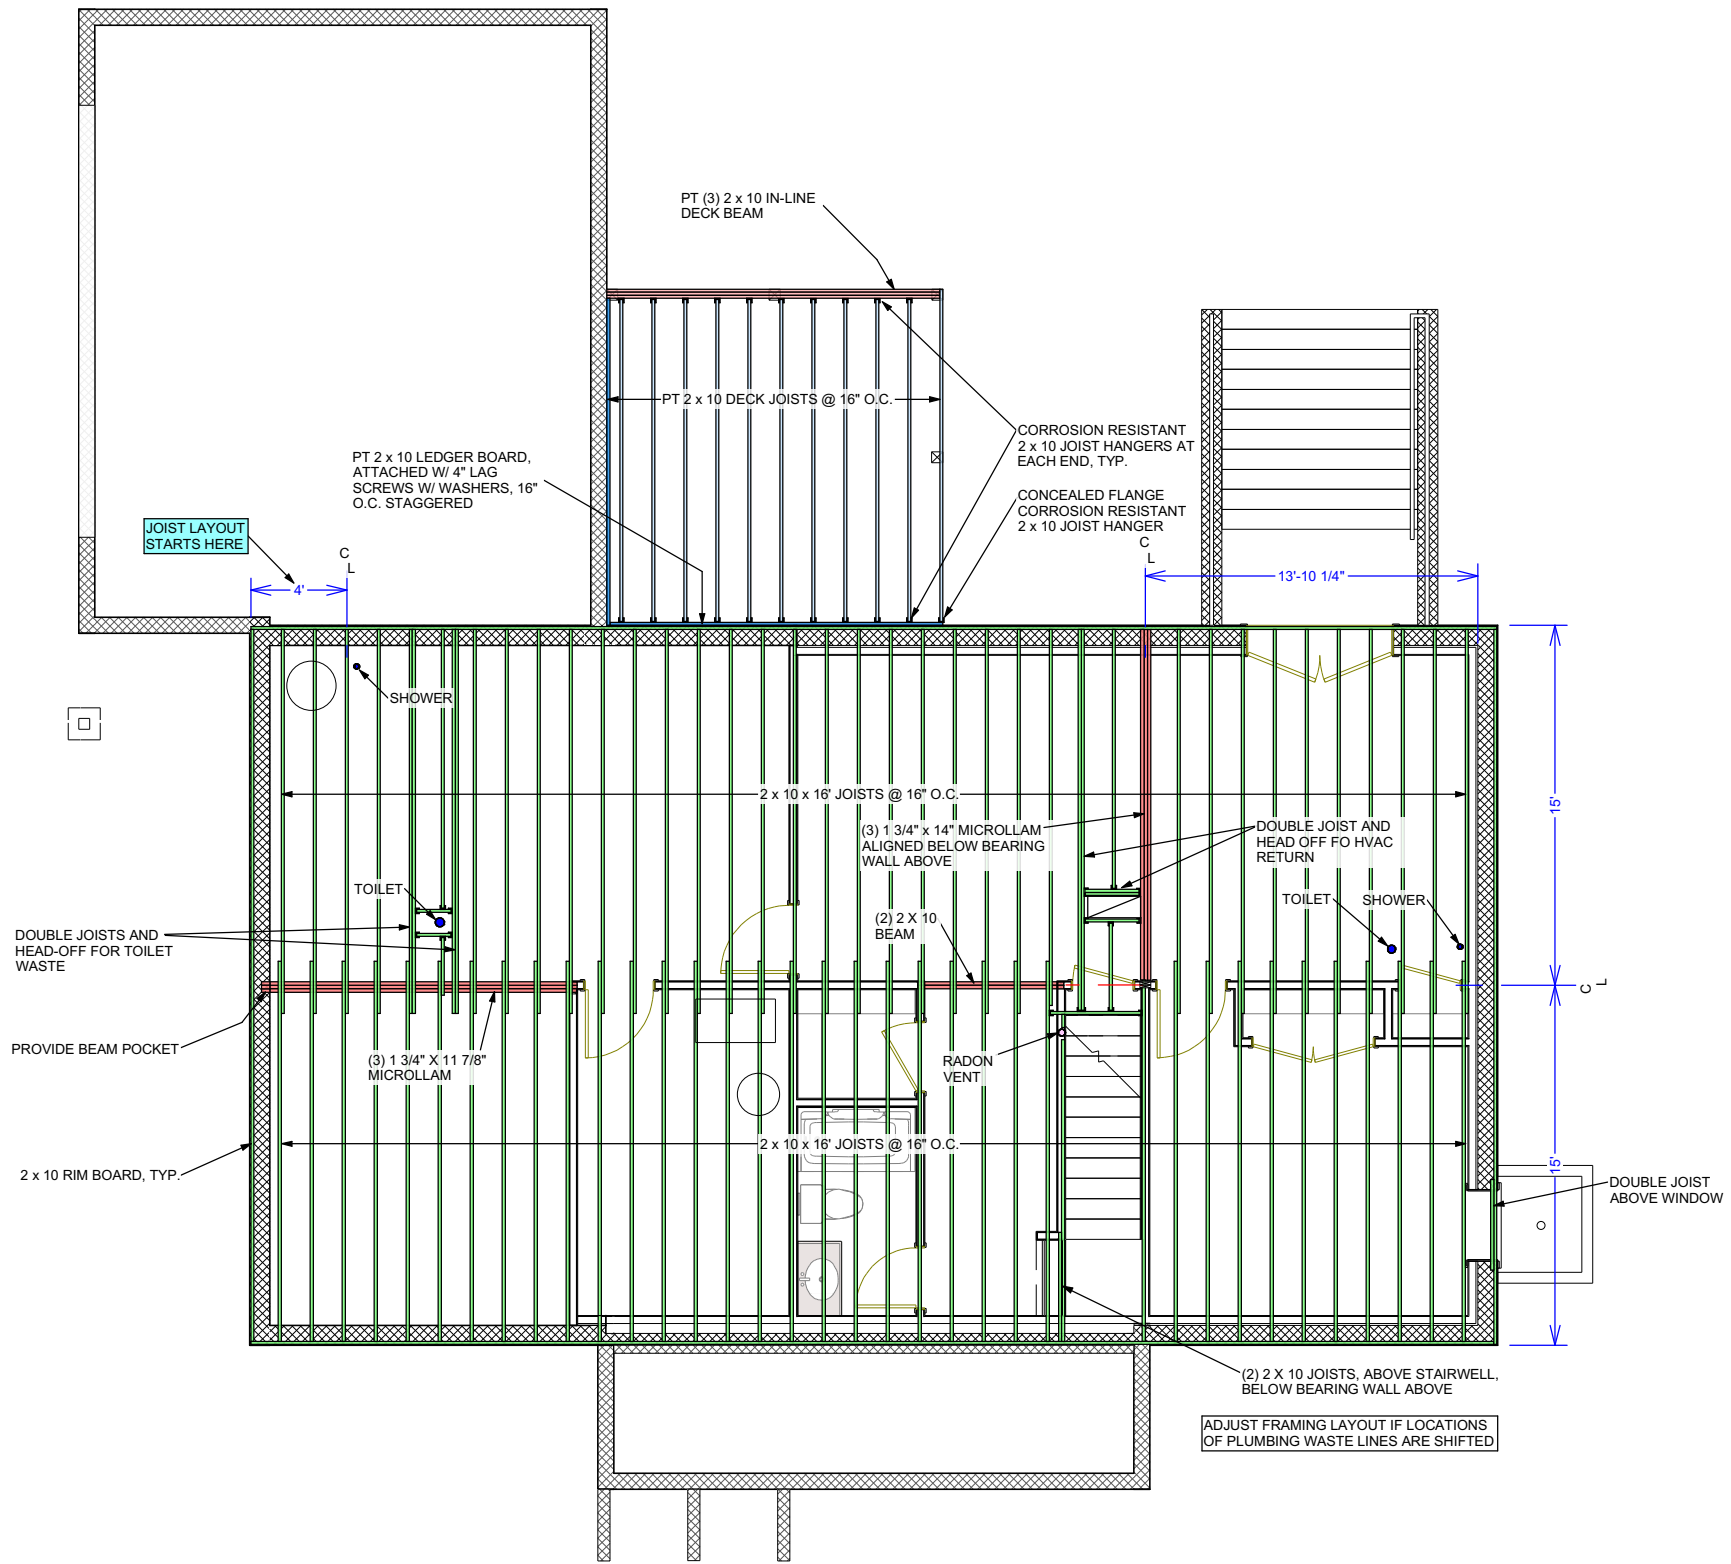 PT (3) 2 x 10 IN-LINE
DECK BEAM
PT 2 x 10 DECK JOISTS @ 16" O.C.
CORROSION RESISTANT
2 x 10 JOIST HANGERS AT
EACH END, TYP.
PT 2 x 10 LEDGER BOARD,
ATTACHED W/ 4" LAG
SCREWS W/ WASHERS, 16"
O.C. STAGGERED
CONCEALED FLANGE
CORROSION RESISTANT
2 x 10 JOIST HANGER
JOIST LAYOUT
STARTS HERE
C
L
C
L
4'
13'-10 1/4"
SHOWER
2 x 10 x 16' JOISTS @ 16" O.C.
15'
(3) 1 3/4" x 14" MICROLLAM
ALIGNED BELOW BEARING
WALL ABOVE
DOUBLE JOIST AND
HEAD OFF FO HVAC
RETURN
TOILET
TOILET
SHOWER
(2) 2 X 10
BEAM
DOUBLE JOISTS AND
HEAD-OFF FOR TOILET
WASTE
C
L
PROVIDE BEAM POCKET
(3) 1 3/4" X 11 7/8"
MICROLLAM
RADON
VENT
2 x 10 x 16' JOISTS @ 16" O.C.
15'
2 x 10 RIM BOARD, TYP.
DOUBLE JOIST
ABOVE WINDOW
(2) 2 X 10 JOISTS, ABOVE STAIRWELL,
BELOW BEARING WALL ABOVE
ADJUST FRAMING LAYOUT IF LOCATIONS
OF PLUMBING WASTE LINES ARE SHIFTED